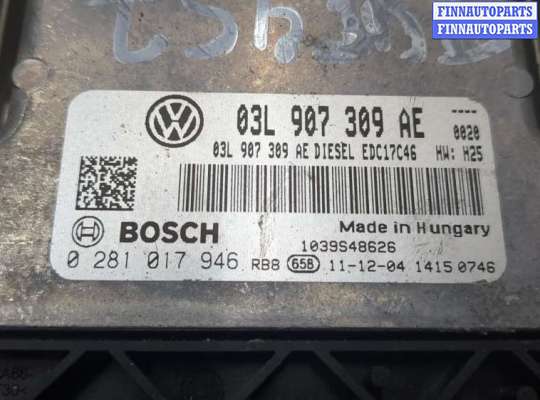 FINNAUTOPARTS
FINNAUTOPARTS
03L 907 309 AE ----
03L 907 309 AE DIESEL EDC17C46 0020
HW: H25
BOSCH
Made in Hungary
1039S48626
0 281 017 946 RB8 65B 11-12-04 1415 0746